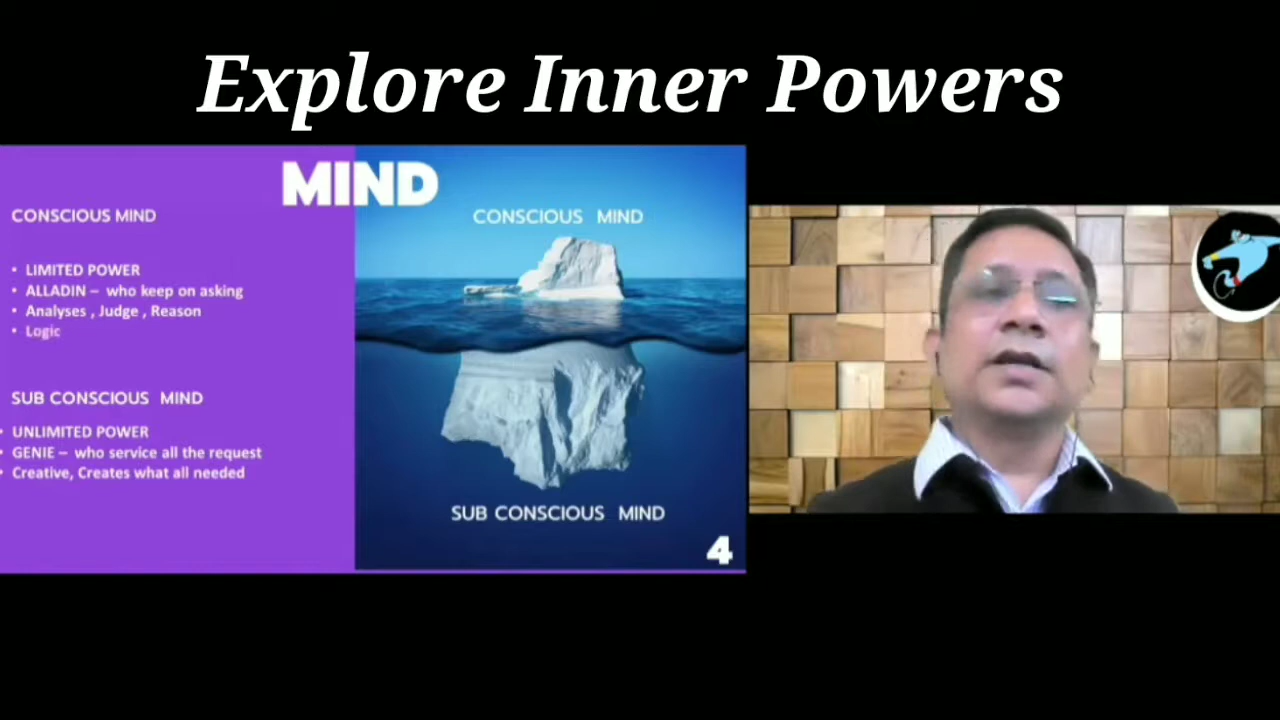 Explore Inner Powers
MIND
CONSCIOUS MIND
• LIMITED POWER
• ALLADIN – who keep on asking
• Analyses , Judge , Reason
• Logic
SUB CONSCIOUS MIND
• UNLIMITED POWER
• GENIE – who service all the request
• Creative, Creates what all needed
CONSCIOUS MIND
SUB CONSCIOUS MIND
4